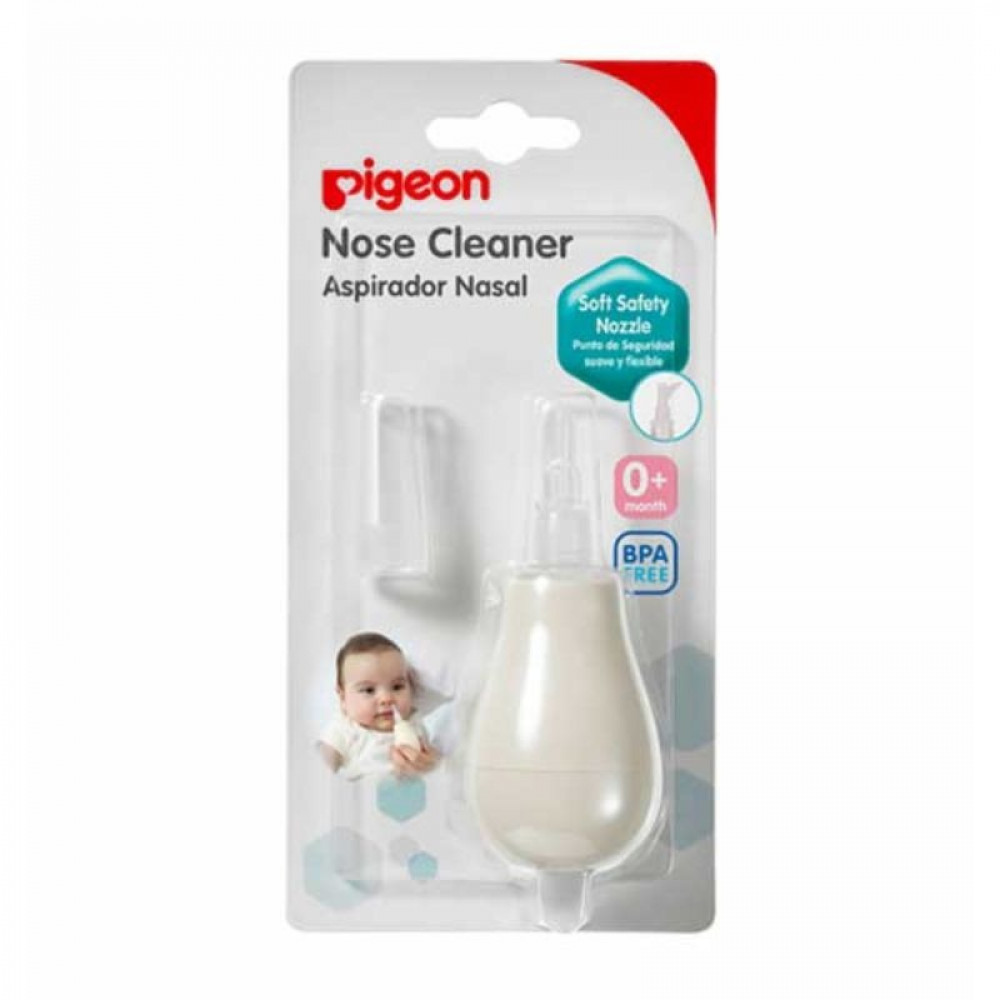 pigeon
Nose Cleaner
Aspirador Nasal
Soft Safety
Nozzle
Punta de Seguridad
suave y flexible
0+
month
BPA
FREE